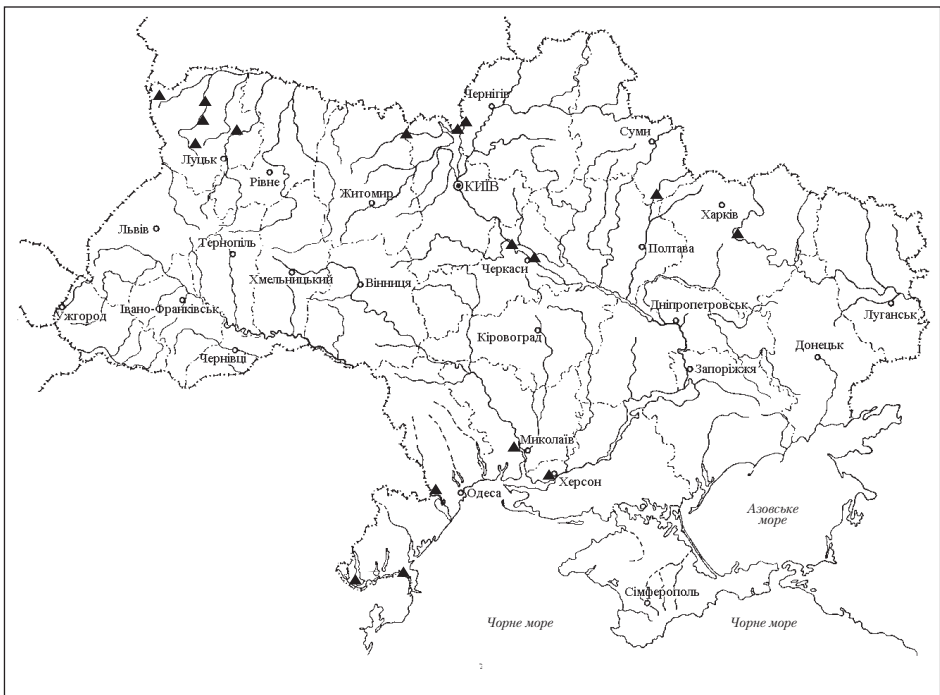 Чернігів
Суми
Луцьк
Рівне
КИЇВ
Житомир
Харків
Львів
Тернопіль
Полтава
Черкаси
Хмельницький
Вінниця
Ужгород
Івано-Франківськ
Дніпропетровськ
Луганськ
Кіровоград
Донецьк
Чернівці
Запоріжжя
Миколаїв
Херсон
Одеса
Азовське
море
Сімферополь
Чорне море
Чорне море